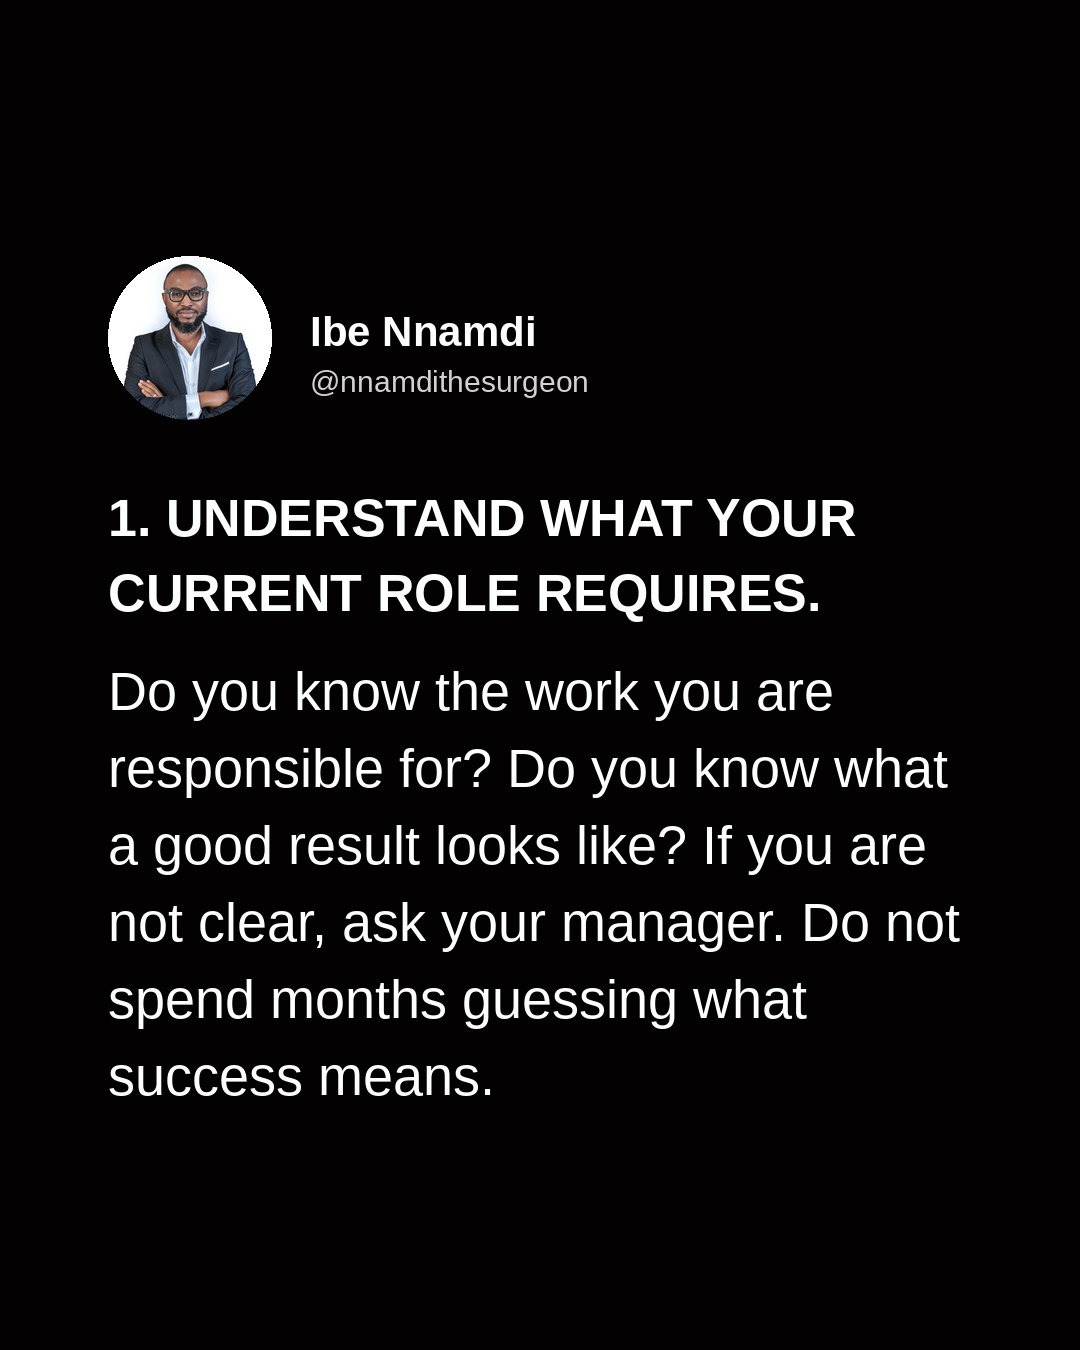 Ibe Nnamdi
@nnamdithesurgeon
1. UNDERSTAND WHAT YOUR
CURRENT ROLE REQUIRES.
Do you know the work you are
responsible for? Do you know what
a good result looks like? If you are
not clear, ask your manager. Do not
spend months guessing what
success means.